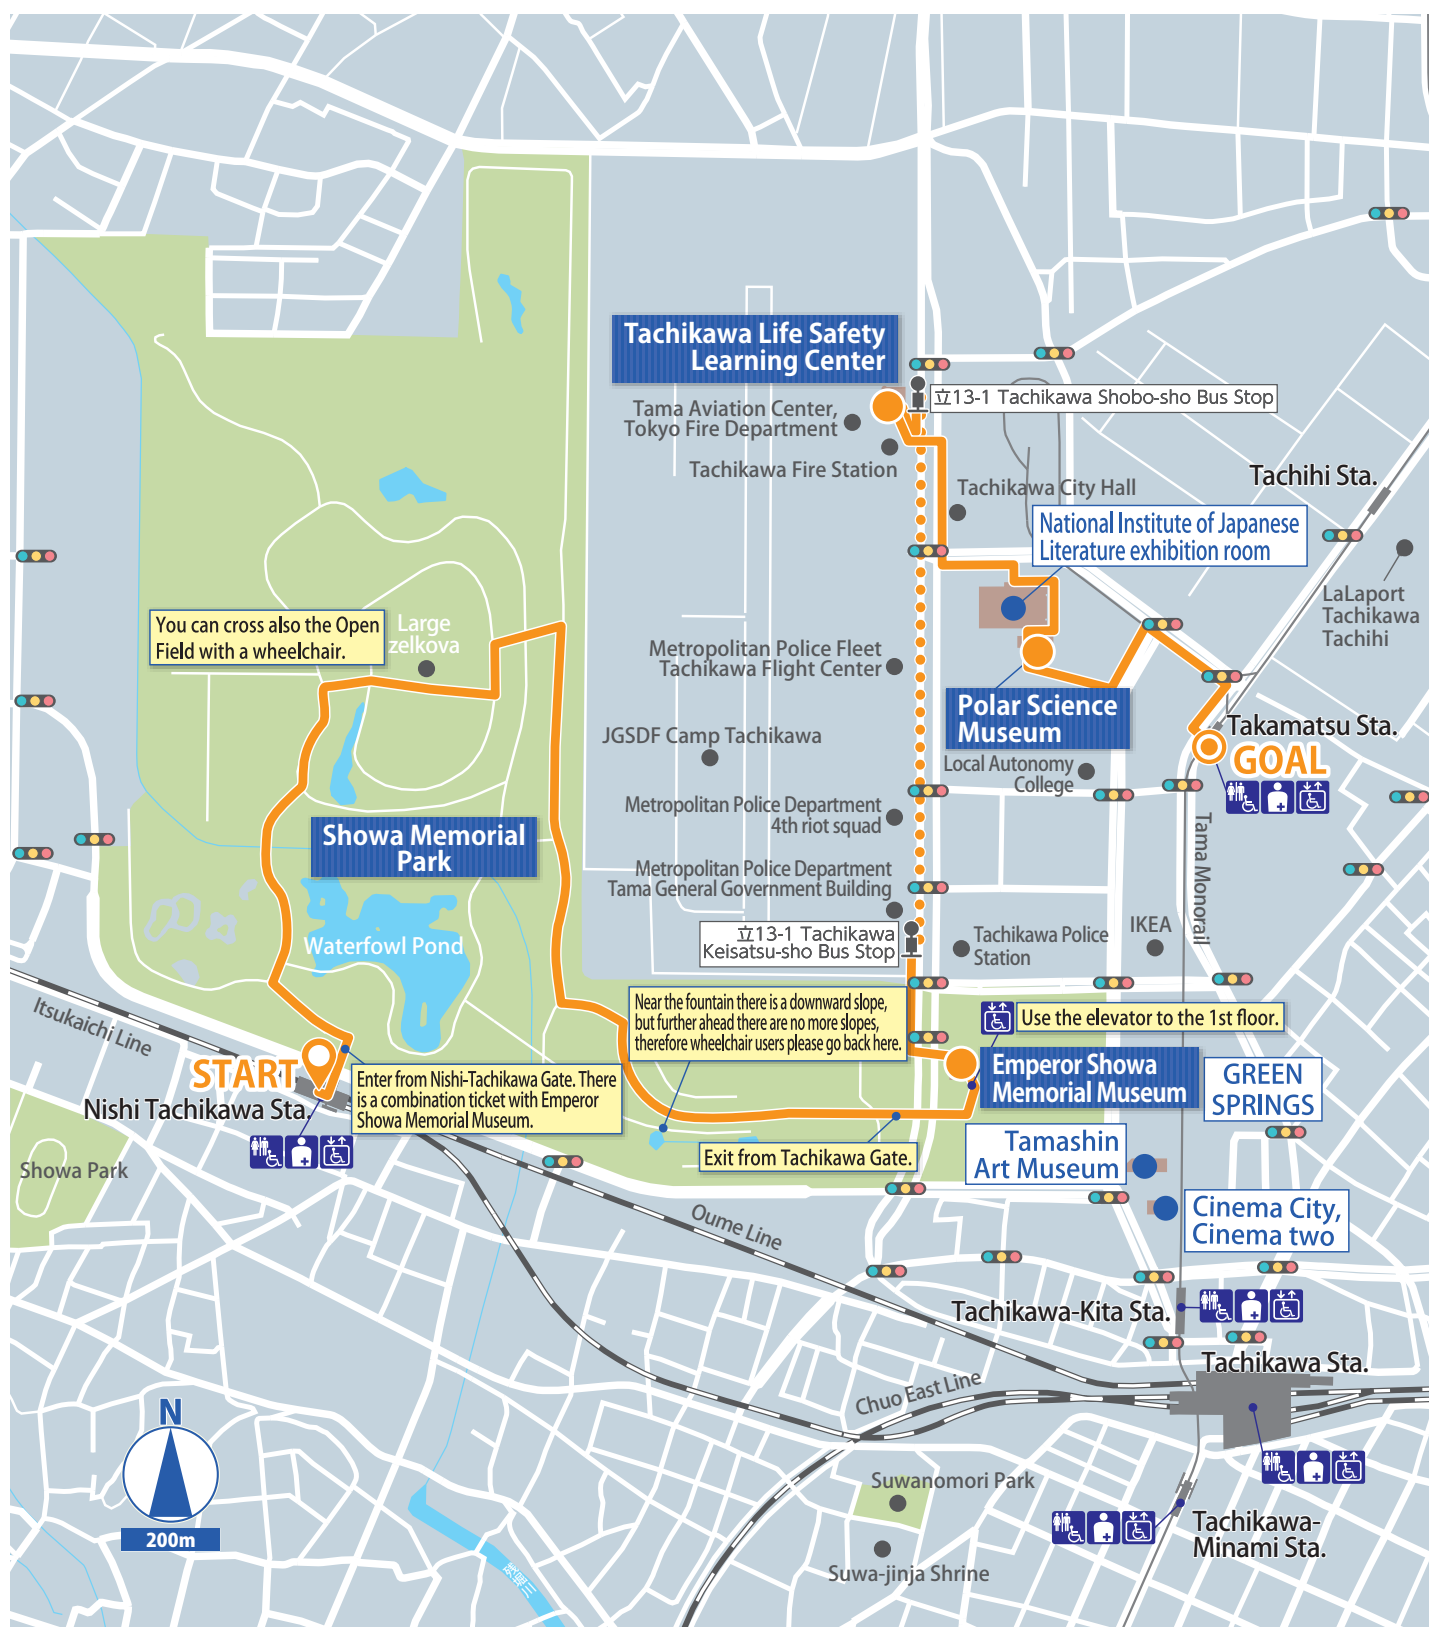 Tachikawa Life Safety
Learning Center
立13-1 Tachikawa Shobo-sho Bus Stop
Tama Aviation Center,
Tokyo Fire Department
Tachikawa Fire Station
Tachihi Sta.
Tachikawa City Hall
National Institute of Japanese
Literature exhibition room
LaLaport
Tachikawa
Tachihi
You can cross also the Open
Field with a wheelchair.
Large
zelkova
Metropolitan Police Fleet
Tachikawa Flight Center
Polar Science
Museum
Takamatsu Sta.
GOAL
JGSDF Camp Tachikawa
Local Autonomy
College
Metropolitan Police Department
4th riot squad
Tama Monorail
Showa Memorial
Park
Metropolitan Police Department
Tama General Government Building
Waterfowl Pond
立13-1 Tachikawa
Keisatsu-sho Bus Stop
Tachikawa Police
Station
IKEA
Itsukaichi Line
Near the fountain there is a downward slope,
but further ahead there are no more slopes,
therefore wheelchair users please go back here.
Use the elevator to the 1st floor.
START
Nishi Tachikawa Sta.
Enter from Nishi-Tachikawa Gate. There
is a combination ticket with Emperor
Showa Memorial Museum.
Emperor Showa
Memorial Museum
GREEN
SPRINGS
Showa Park
Exit from Tachikawa Gate.
Tamashin
Art Museum
Cinema City,
Cinema two
Oume Line
Tachikawa-Kita Sta.
Tachikawa Sta.
Chuo East Line
N
200m
Suwanomori Park
Tachikawa-
Minami Sta.
Suwa-jinja Shrine